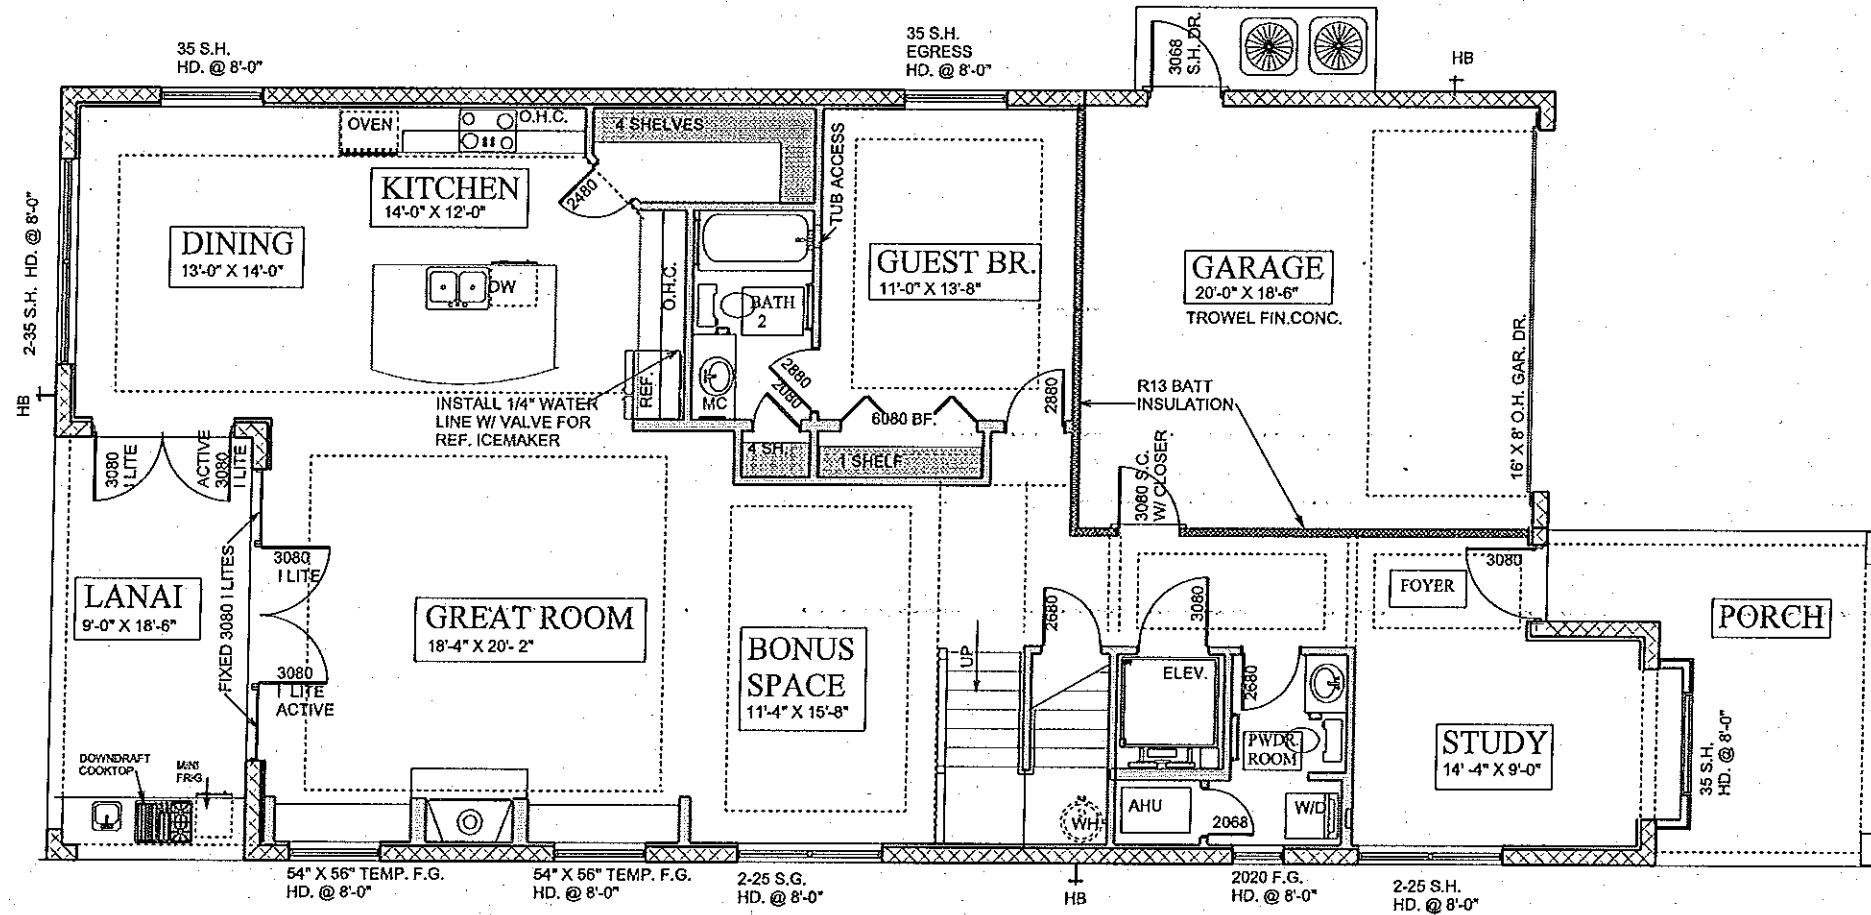 35 S.H.
HD. @ 8'-0"
35 S.H.
EGRESS
HD. @ 8'-0"
3068
S.H. DR.
HB
OVEN
O.H.C.
4 SHELVES
TUB ACCESS
KITCHEN
14'-0" X 12'-0"
2480
DINING
13'-0" X 14'-0"
2-35 S.H. HD. @ 8'-0"
DW
O.H.C.
BATH
2
GUEST BR.
11'-0" X 13'-8"
GARAGE
20'-0" X 18'-6"
TROWEL FIN.CONC.
16' X 8' O.H. GAR. DR.
HB
REF.
MC
2880
2080
6080 BF.
2880
R13 BATT
INSULATION
INSTALL 1/4" WATER
LINE W/ VALVE FOR
REF. ICEMAKER
4 SH.
1 SHELF
3080
1 LITE
ACTIVE
3080
1 LITE
3080 S.C.
W/ CLOSER
FIXED 3080 1 LITES
3080
1 LITE
LANAI
9'-0" X 18'-6"
GREAT ROOM
18'-4" X 20'- 2"
3080
1 LITE
ACTIVE
BONUS
SPACE
11'-4" X 15'-8"
UP
2680
3080
FOYER
3080
PORCH
ELEV.
2680
PWDR.
ROOM
STUDY
14' -4" X 9'-0"
35 S.H.
HD. @ 8'-0"
DOWNDRAFT
COOKTOP
MINI
FRIG.
WH
AHU
2068
W/D
54" X 56" TEMP. F.G.
HD. @ 8'-0"
54" X 56" TEMP. F.G.
HD. @ 8'-0"
2-25 S.G.
HD. @ 8'-0"
HB
2020 F.G.
HD. @ 8'-0"
2-25 S.H.
HD. @ 8'-0"